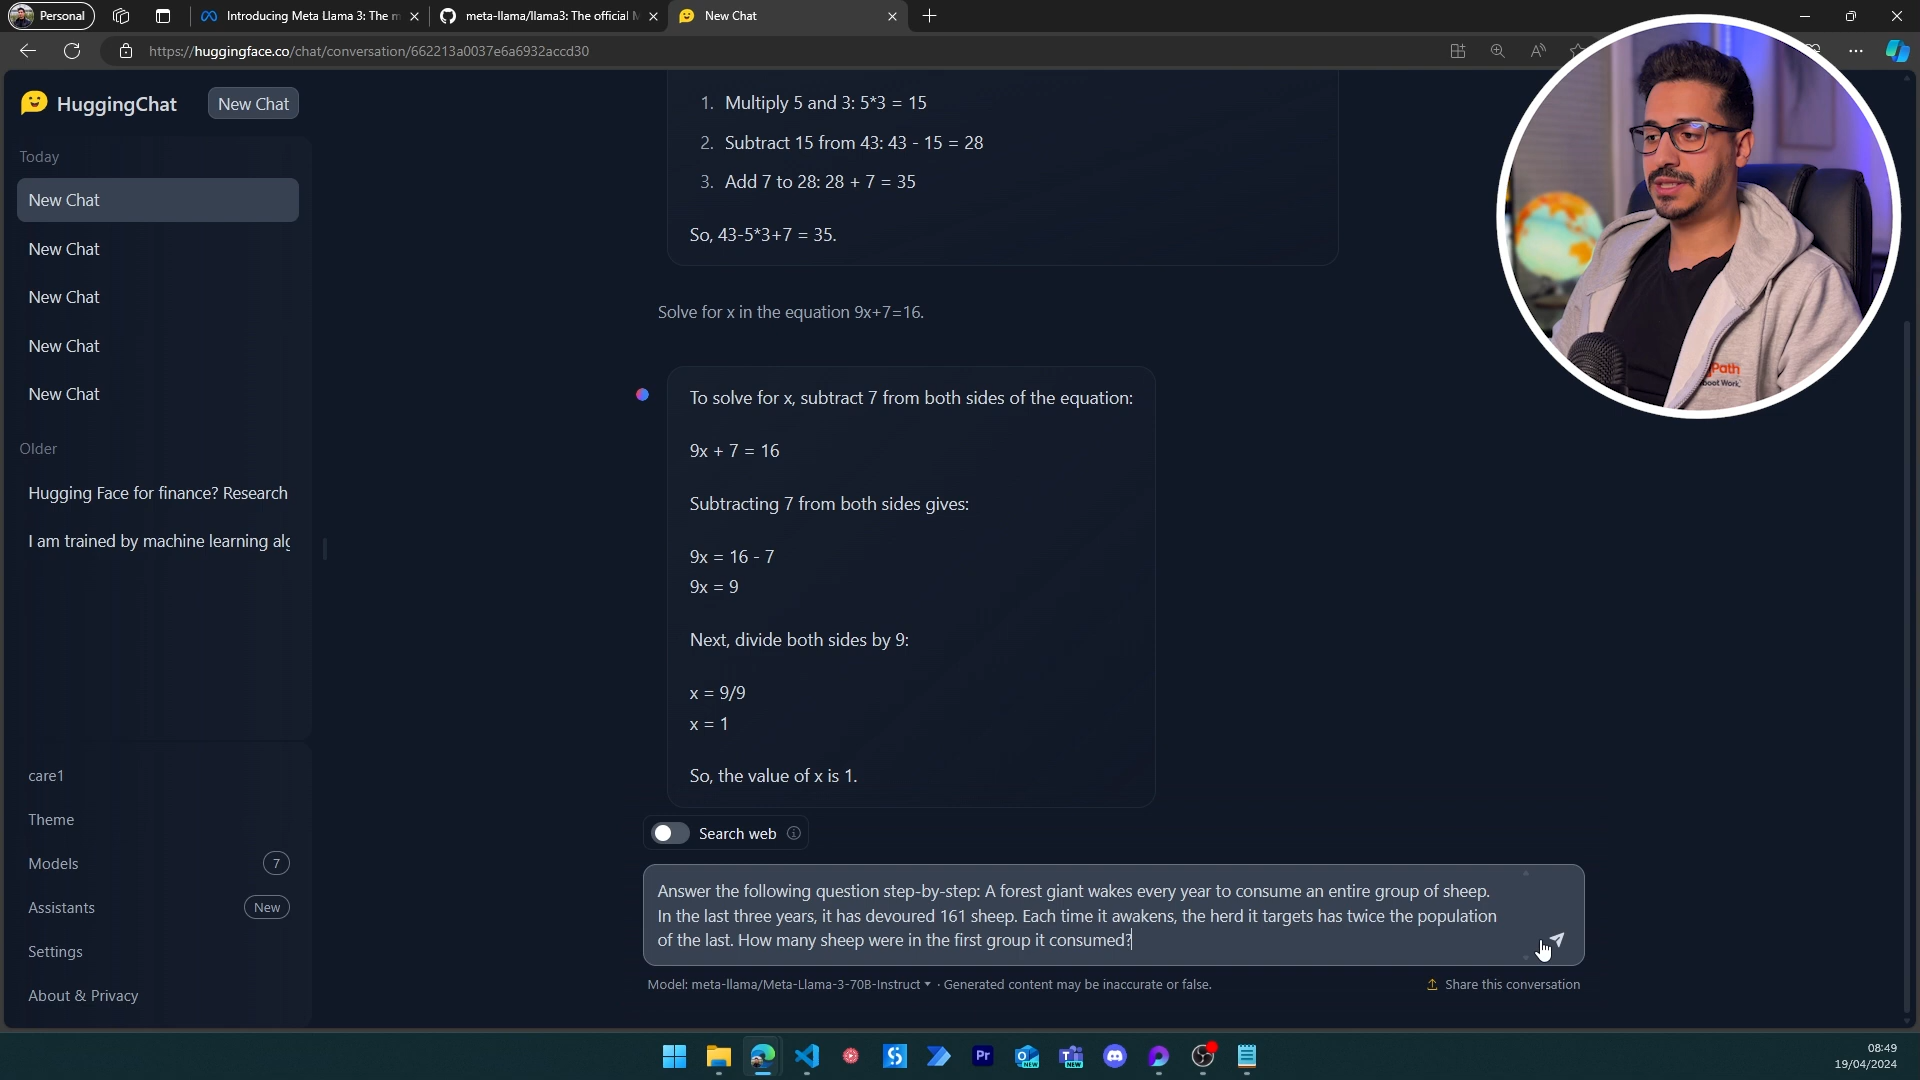 Personal
Introducing Meta Llama 3: The m
meta-llama/llama3: The official M
New Chat
https://huggingface.co/chat/conversation/662213a0037e6a6932accd30
HuggingChat
New Chat
Today
New Chat
New Chat
New Chat
New Chat
New Chat
Older
Hugging Face for finance? Research
I am trained by machine learning alg
care1
Theme
Models 7
Assistants New
Settings
About & Privacy
1. Multiply 5 and 3: 5*3 = 15
2. Subtract 15 from 43: 43 - 15 = 28
3. Add 7 to 28: 28 + 7 = 35
So, 43-5*3+7 = 35.
Solve for x in the equation 9x+7=16.
To solve for x, subtract 7 from both sides of the equation:
9x + 7 = 16
Subtracting 7 from both sides gives:
9x = 16 - 7
9x = 9
Next, divide both sides by 9:
x = 9/9
x = 1
So, the value of x is 1.
Search web
Answer the following question step-by-step: A forest giant wakes every year to consume an entire group of sheep.
In the last three years, it has devoured 161 sheep. Each time it awakens, the herd it targets has twice the population
of the last. How many sheep were in the first group it consumed?
Model: meta-llama/Meta-Llama-3-70B-Instruct · Generated content may be inaccurate or false.
Share this conversation
Path
boot Work.
Pr
NEW
NEW
08:49
19/04/2024